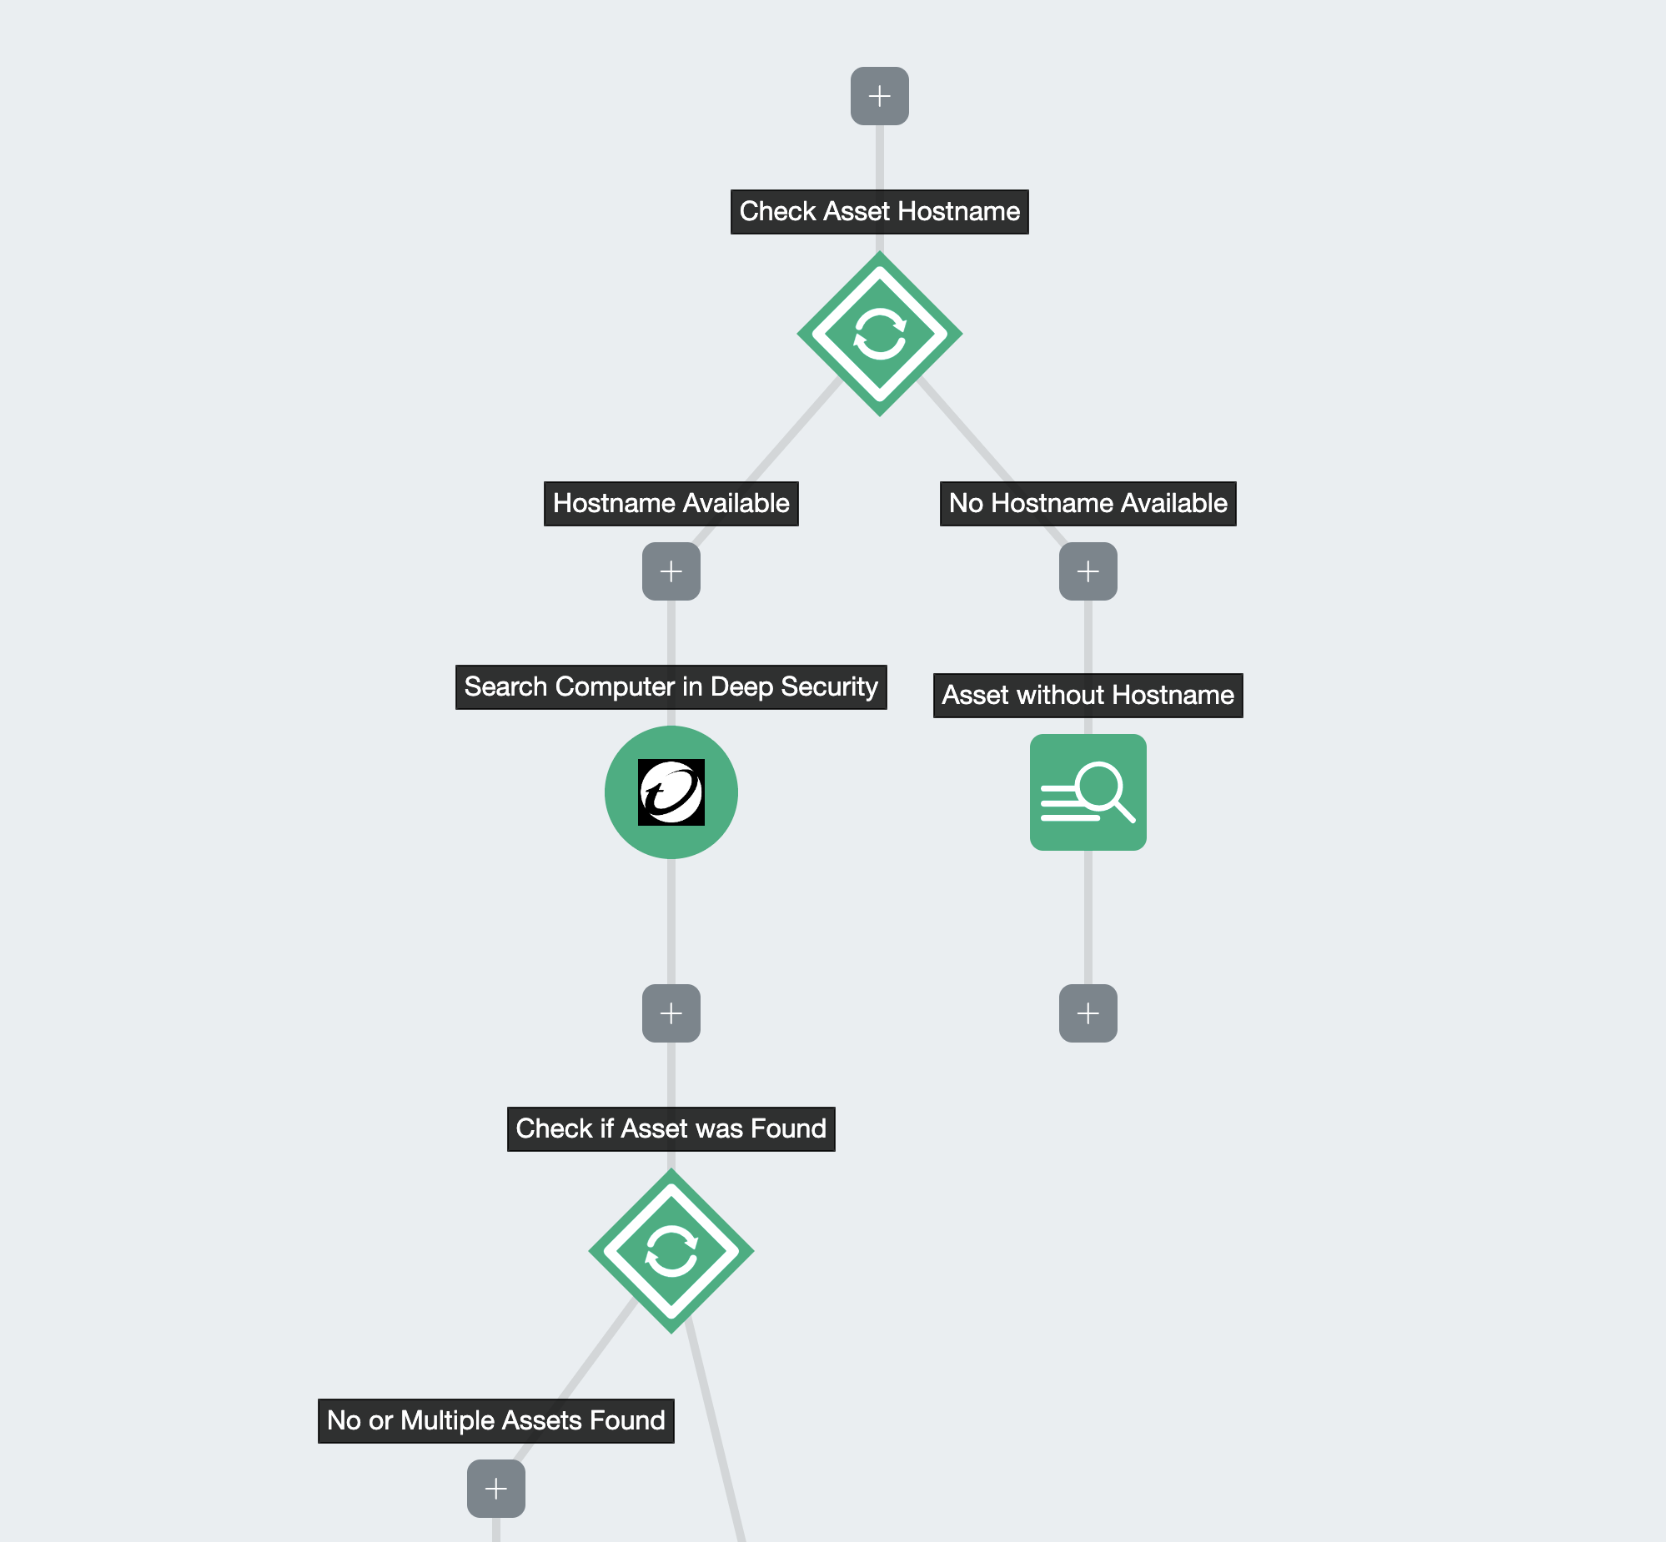 Check Asset Hostname
Hostname Available
No Hostname Available
Search Computer in Deep Security
Asset without Hostname
Check if Asset was Found
No or Multiple Assets Found